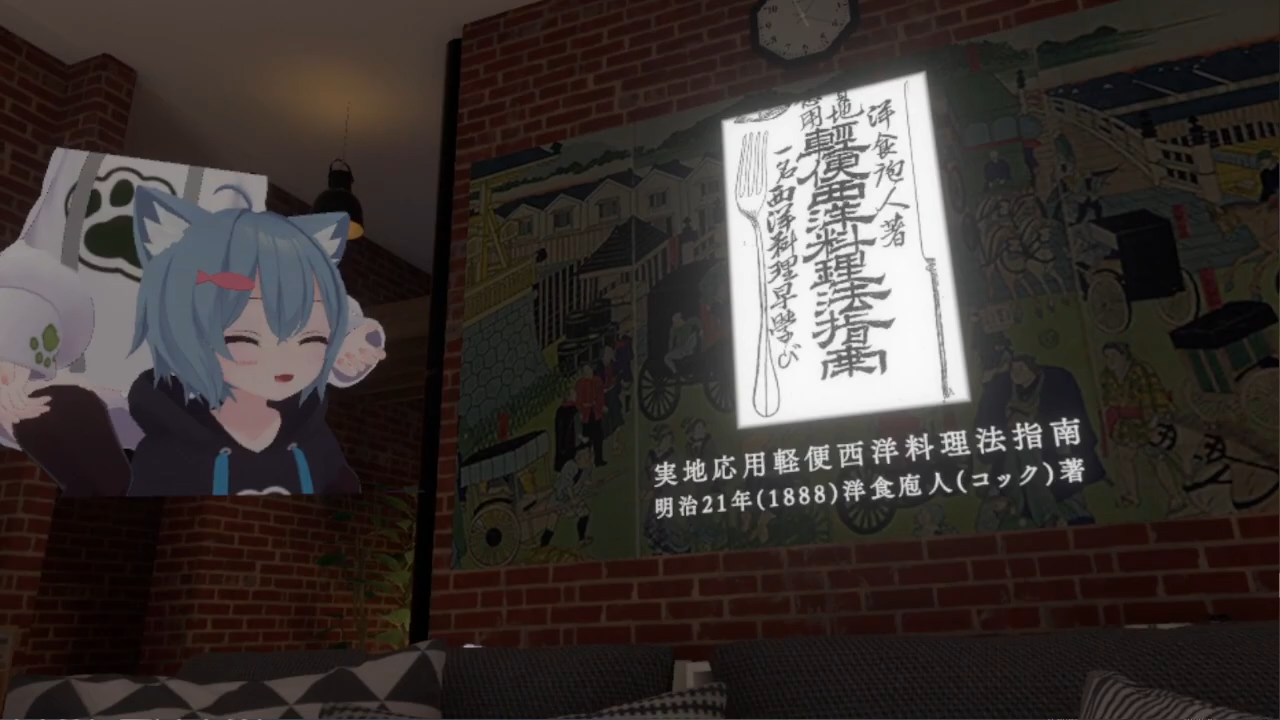 洋食庖人著
実地
応用
軽便西洋料理法指南
一名西洋料理早学び
実地応用軽便西洋料理法指南
明治21年(1888)洋食庖人(コック)著